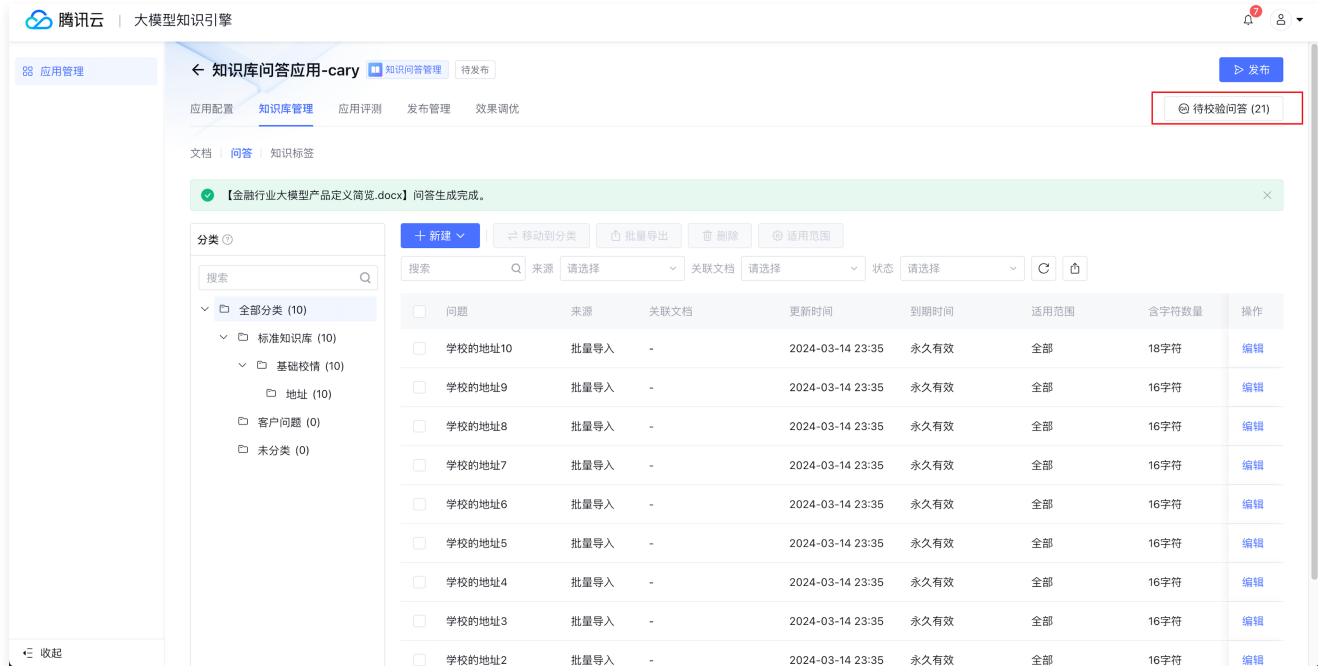 腾讯云 | 大模型知识引擎 7
应用管理
知识库问答应用-cary 知识问答管理 待发布 发布
应用配置 知识库管理 应用评测 发布管理 效果调优 待校验问答 (21)
文档 问答 知识标签
【金融行业大模型产品定义简览.docx】问答生成完成。
分类 新建 移动到分类 批量导出 删除 适用范围
搜索 搜索 来源 请选择 关联文档 请选择 状态 请选择
全部分类 (10)
标准知识库 (10)
基础校情 (10)
地址 (10)
客户问题 (0)
未分类 (0)
问题 来源 关联文档 更新时间 到期时间 适用范围 含字符数量 操作
学校的地址10 批量导入 - 2024-03-14 23:35 永久有效 全部 18字符 编辑
学校的地址9 批量导入 - 2024-03-14 23:35 永久有效 全部 16字符 编辑
学校的地址8 批量导入 - 2024-03-14 23:35 永久有效 全部 16字符 编辑
学校的地址7 批量导入 - 2024-03-14 23:35 永久有效 全部 16字符 编辑
学校的地址6 批量导入 - 2024-03-14 23:35 永久有效 全部 16字符 编辑
学校的地址5 批量导入 - 2024-03-14 23:35 永久有效 全部 16字符 编辑
学校的地址4 批量导入 - 2024-03-14 23:35 永久有效 全部 16字符 编辑
学校的地址3 批量导入 - 2024-03-14 23:35 永久有效 全部 16字符 编辑
学校的地址2 批量导入 - 2024-03-14 23:35 永久有效 全部 16字符 编辑
收起